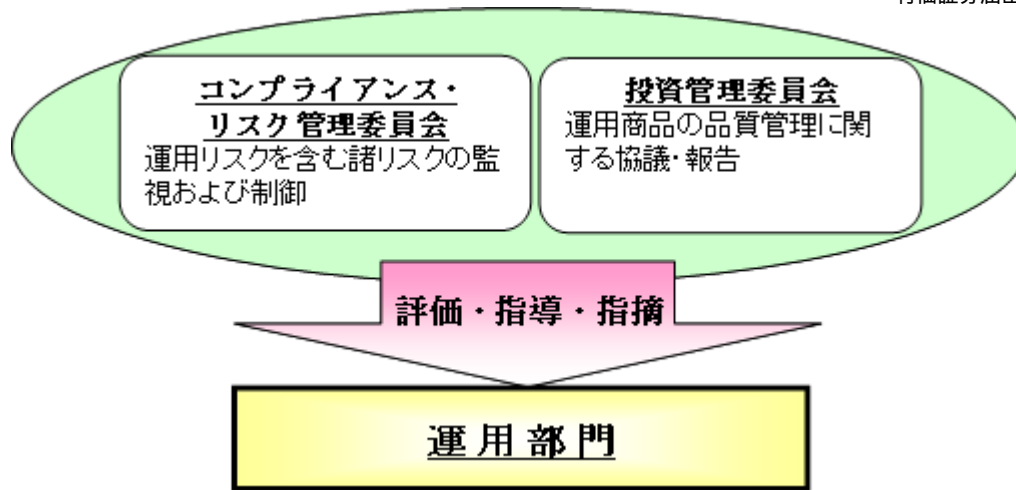 コンプライアンス・
リスク管理委員会
運用リスクを含む諸リスクの監
視および制御
投資管理委員会
運用商品の品質管理に関
する協議・報告
評価・指導・指摘
運用部門